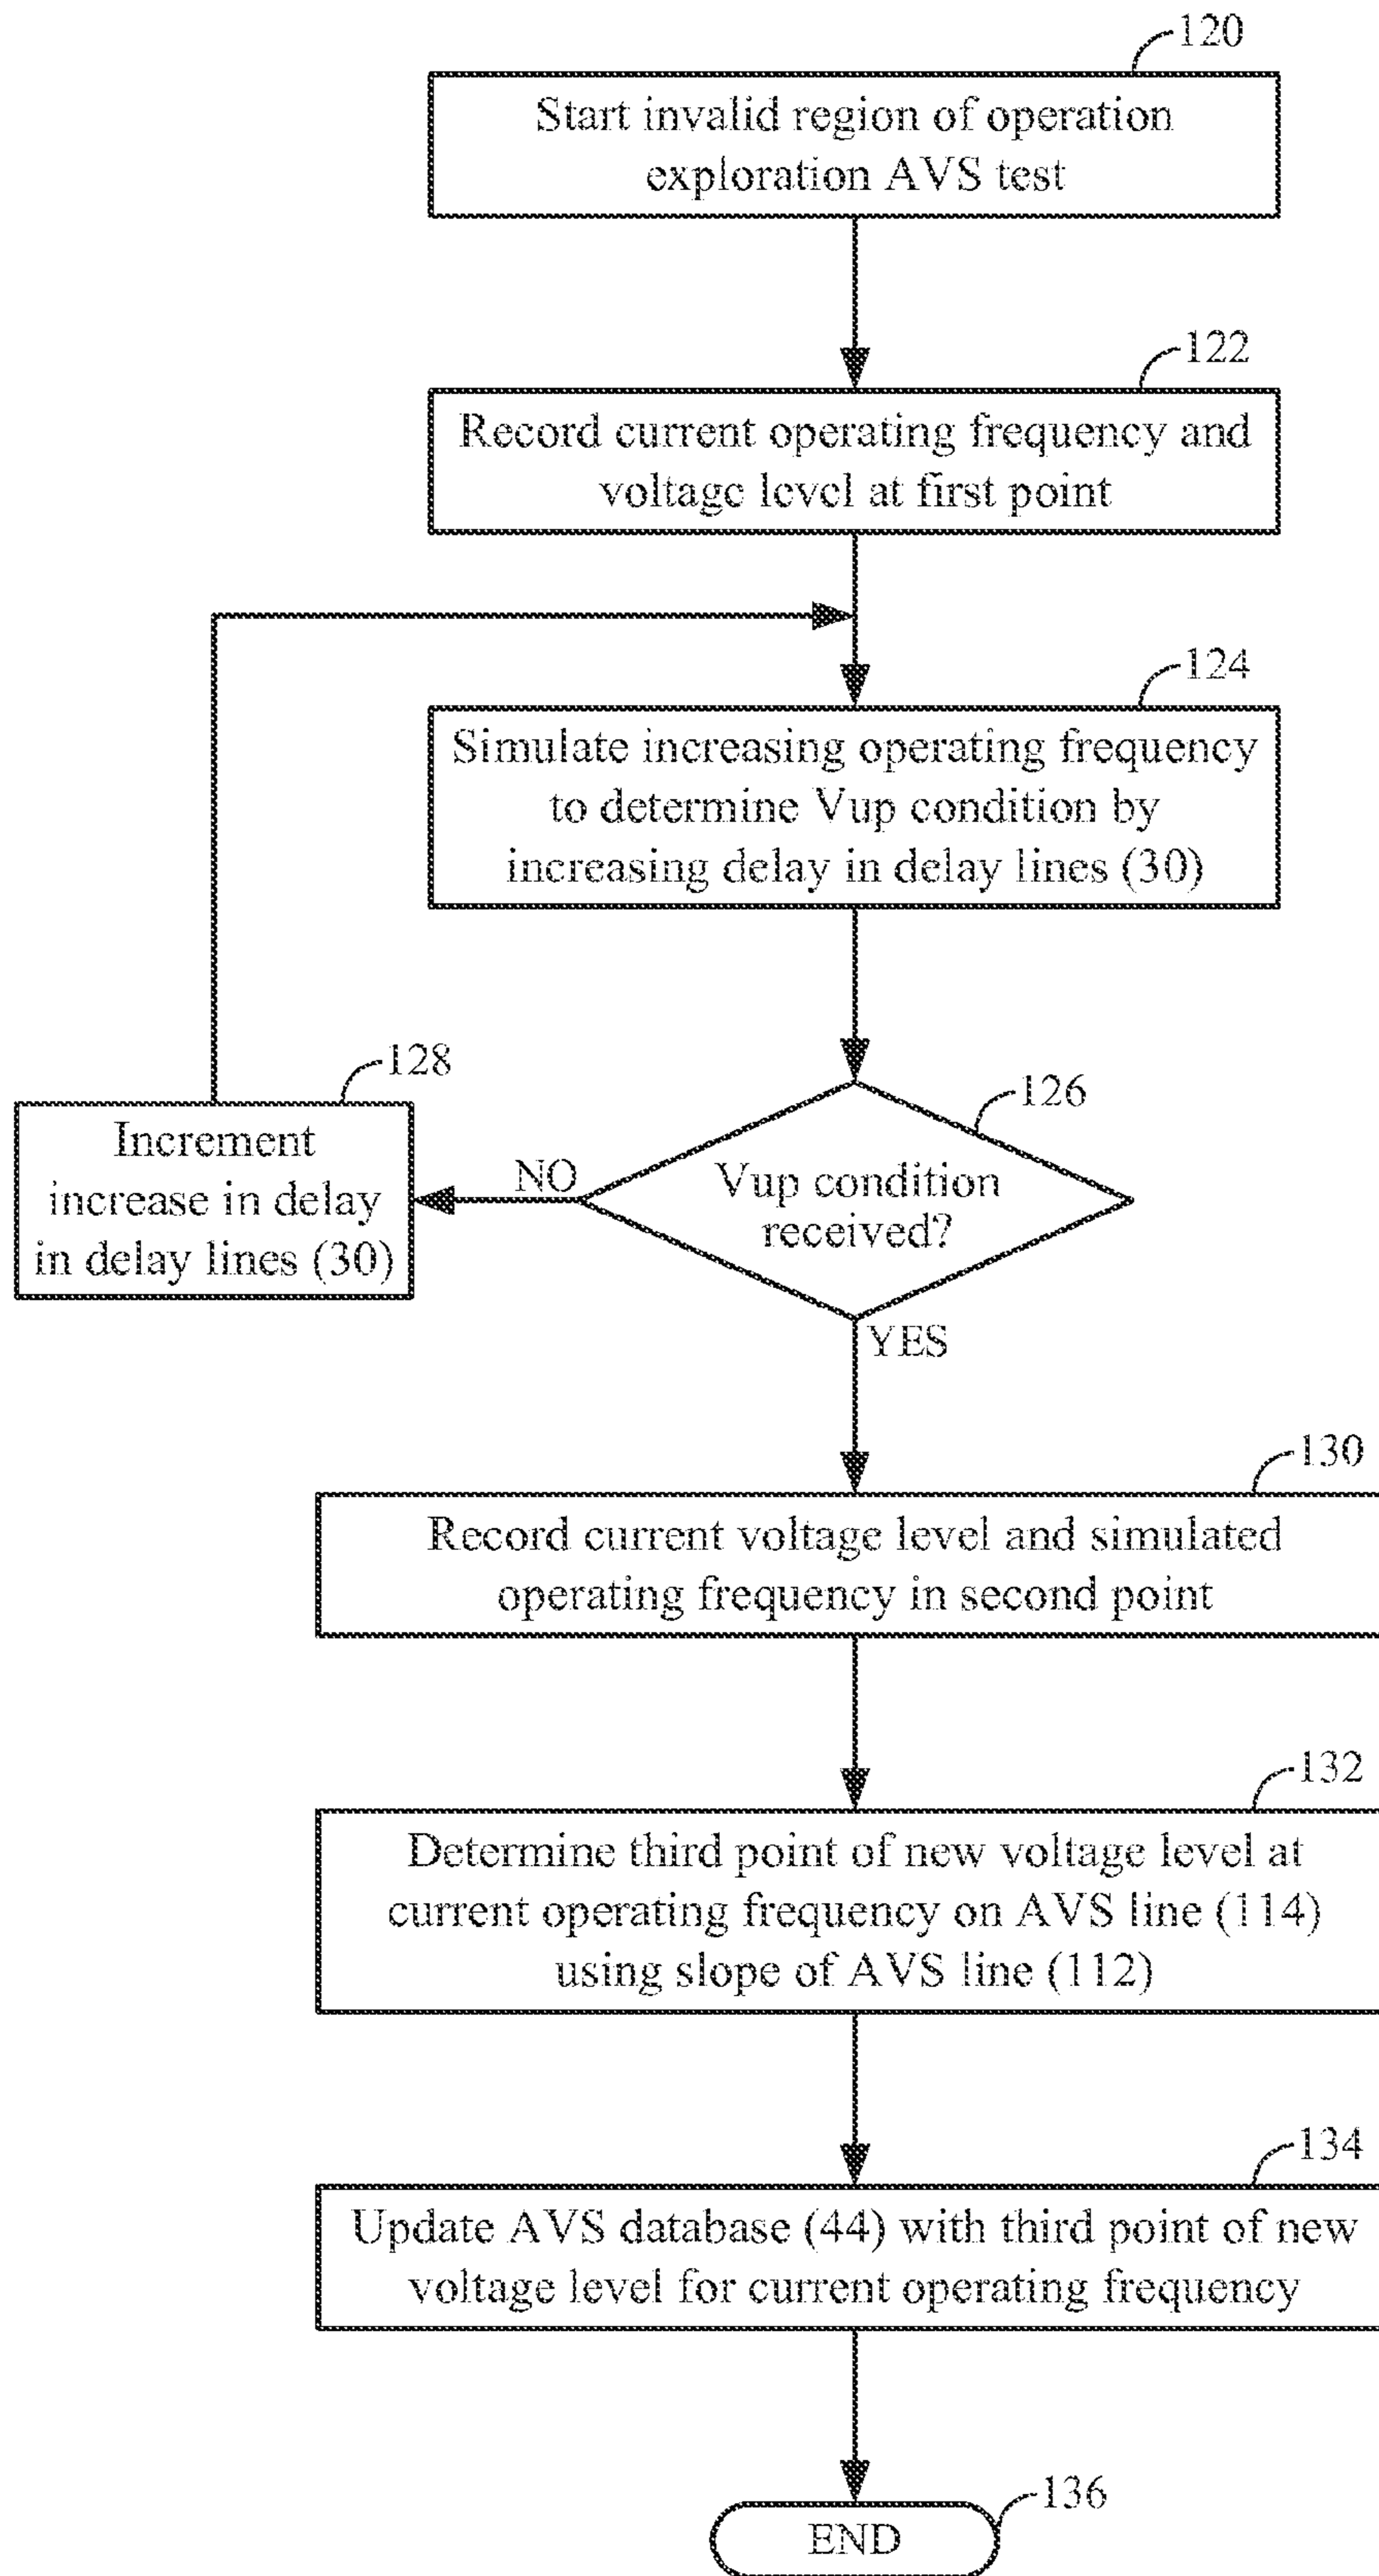 120
Start invalid region of operation
exploration AVS test
122
Record current operating frequency and
voltage level at first point
124
Simulate increasing operating frequency
to determine Vup condition by
increasing delay in delay lines (30)
128
Increment
increase in delay
in delay lines (30)
NO
126
Vup condition
received?
YES
130
Record current voltage level and simulated
operating frequency in second point
132
Determine third point of new voltage level at
current operating frequency on AVS line (114)
using slope of AVS line (112)
134
Update AVS database (44) with third point of new
voltage level for current operating frequency
136
END